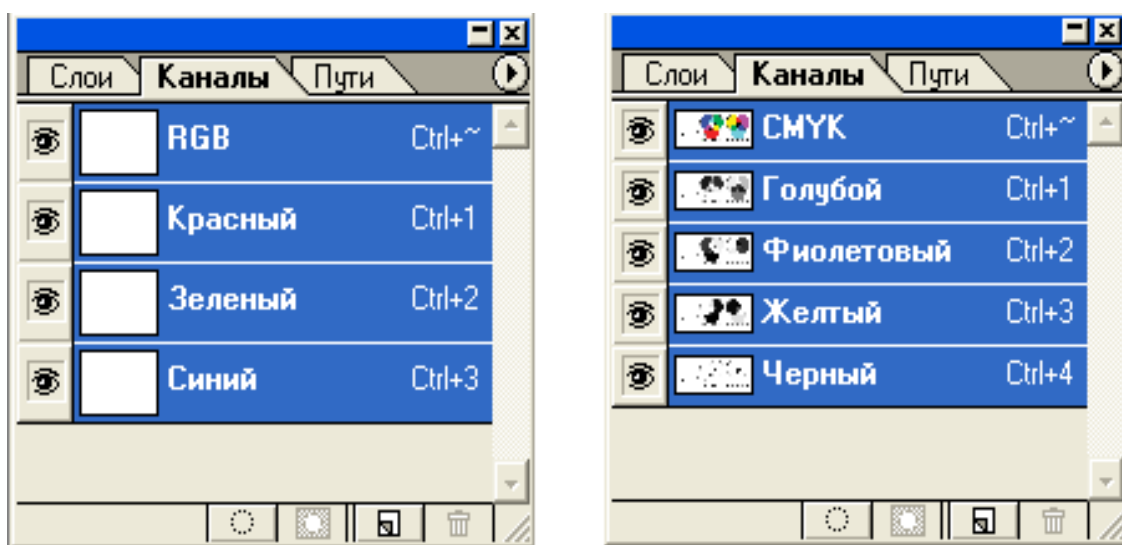 Слои Каналы Пути
RGB Ctrl+~
Красный Ctrl+1
Зеленый Ctrl+2
Синий Ctrl+3
Слои Каналы Пути
CMYK Ctrl+~
Голубой Ctrl+1
Фиолетовый Ctrl+2
Желтый Ctrl+3
Черный Ctrl+4